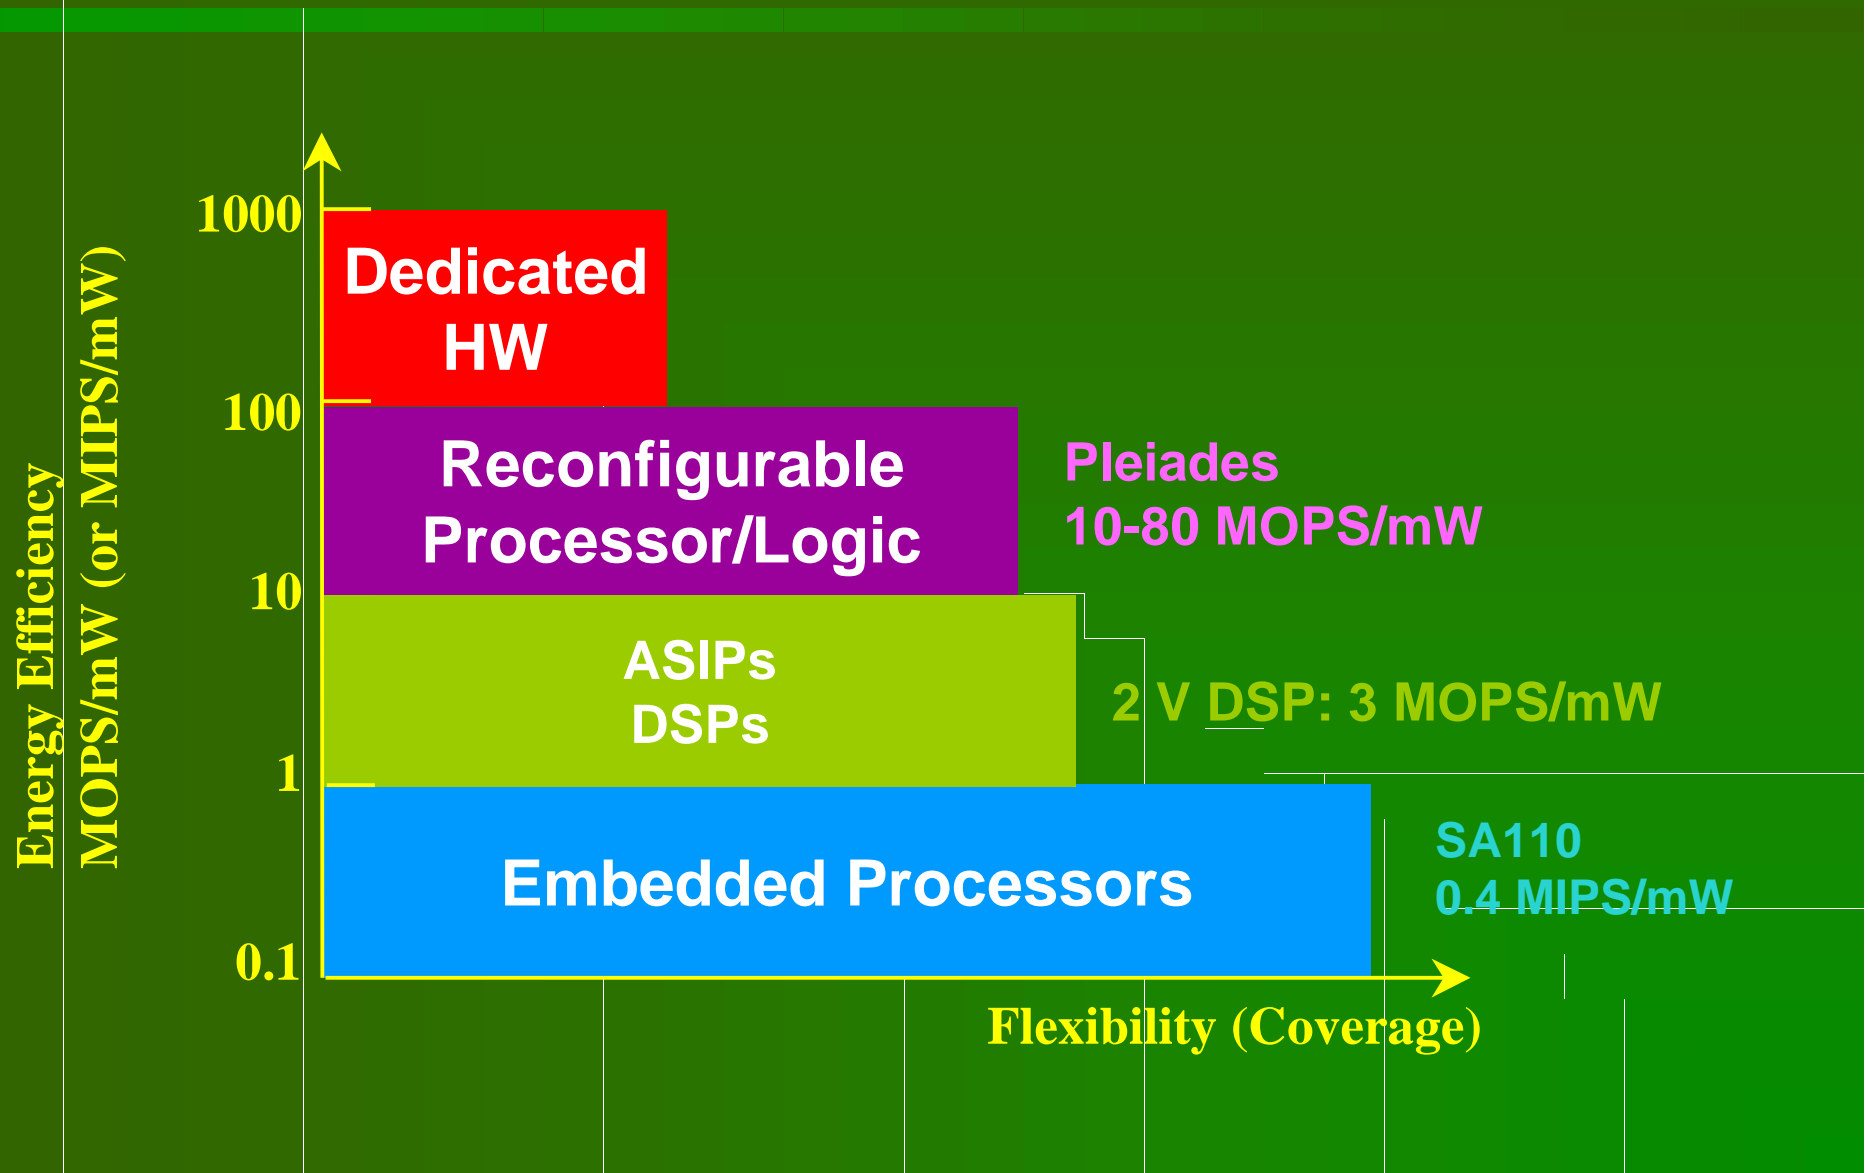 Energy Efficiency
MOPS/mW (or MIPS/mW)
1000
100
10
1
0.1
Dedicated
HW
Reconfigurable
Processor/Logic
Pleiades
10-80 MOPS/mW
ASIPs
DSPs
2 V DSP: 3 MOPS/mW
Embedded Processors
SA110
0.4 MIPS/mW
Flexibility (Coverage)